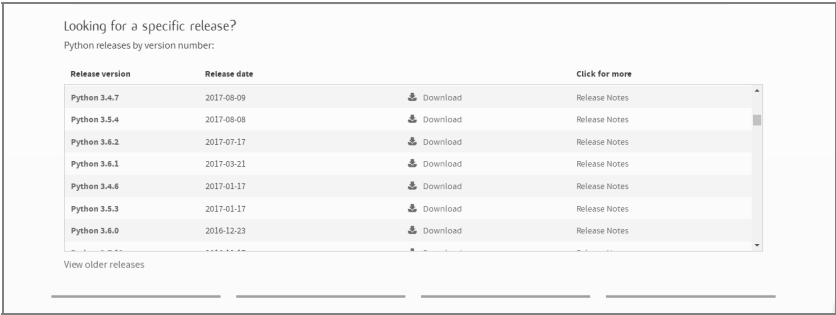 Looking for a specific release?
Python releases by version number:
Release version Release date Click for more
Python 3.4.7 2017-08-09 Download Release Notes
Python 3.5.4 2017-08-08 Download Release Notes
Python 3.6.2 2017-07-17 Download Release Notes
Python 3.6.1 2017-03-21 Download Release Notes
Python 3.4.6 2017-01-17 Download Release Notes
Python 3.5.3 2017-01-17 Download Release Notes
Python 3.6.0 2016-12-23 Download Release Notes
View older releases